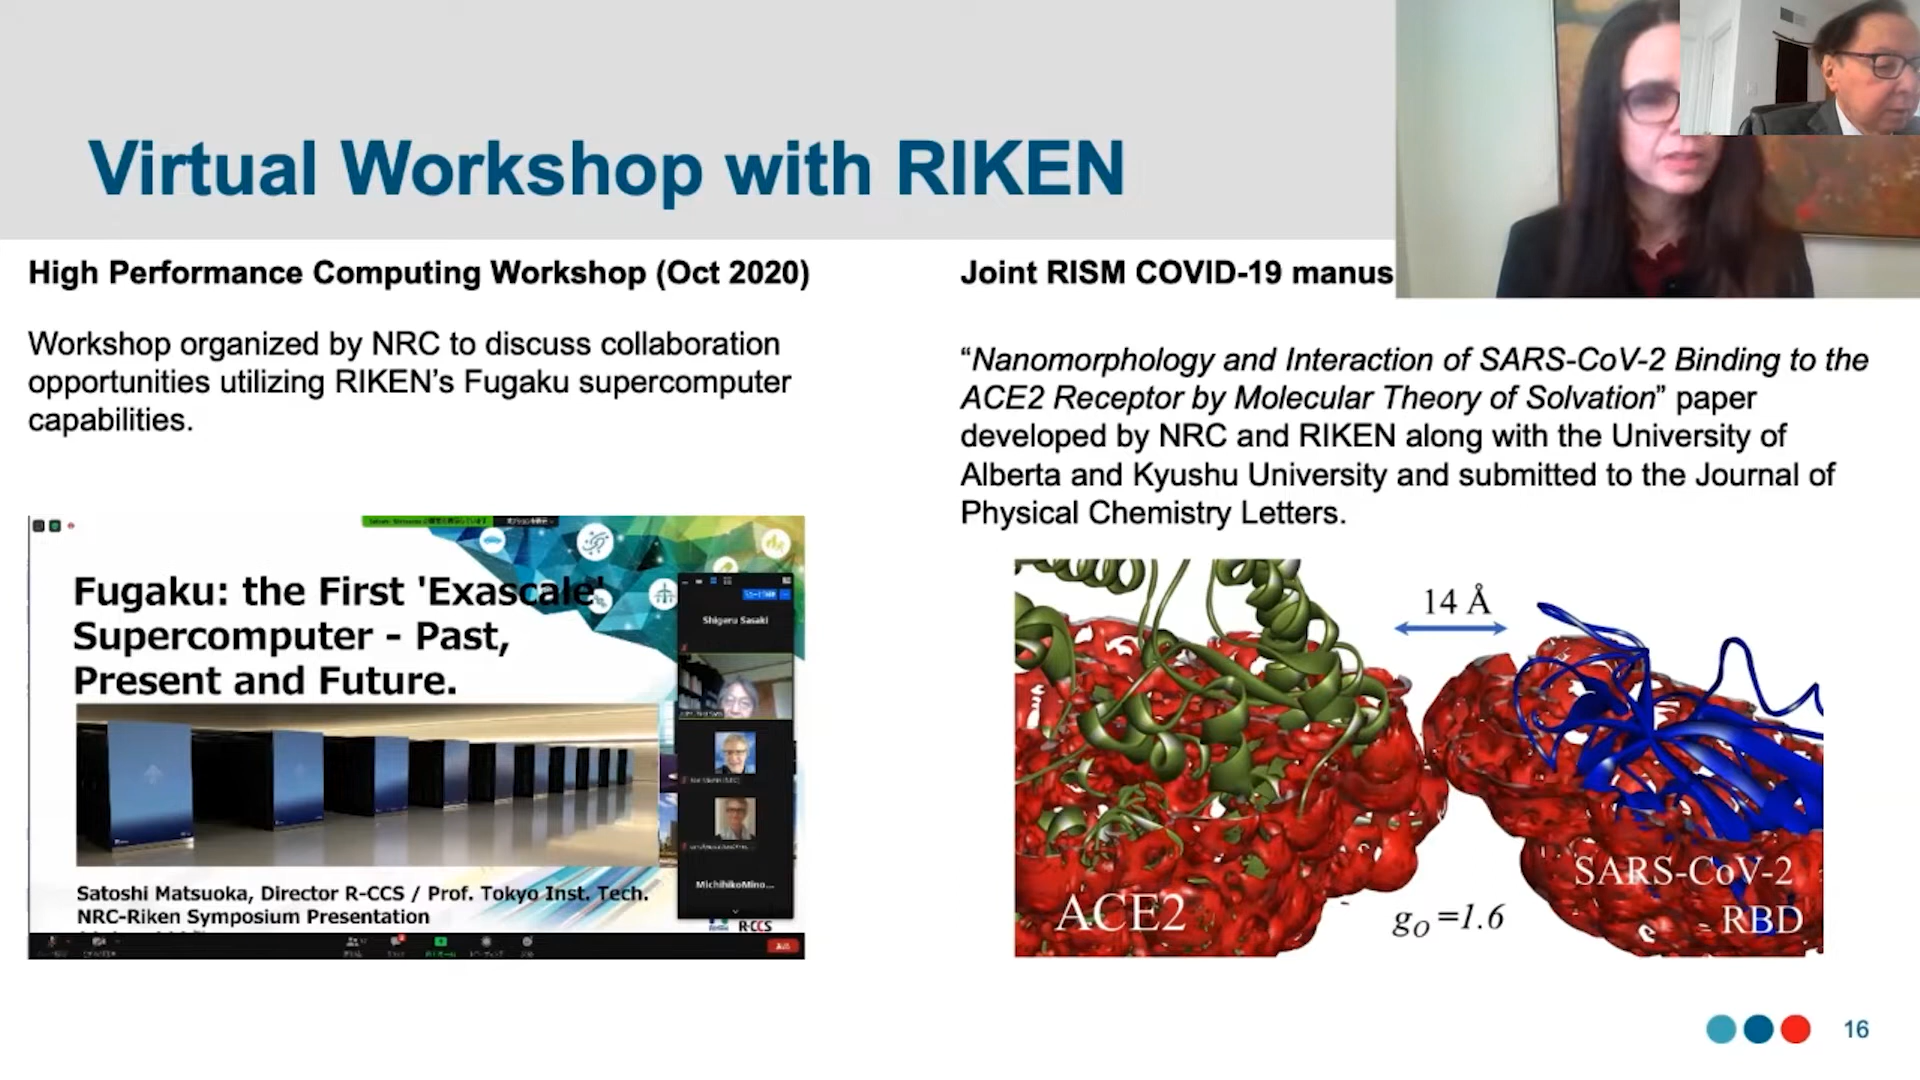 Virtual Workshop with RIKEN
High Performance Computing Workshop (Oct 2020)
Workshop organized by NRC to discuss collaboration
opportunities utilizing RIKEN's Fugaku supercomputer
capabilities.
Fugaku: the First 'Exascale'
Supercomputer - Past,
Present and Future.
Shigeru Sasaki
MichihikoMino...
Satoshi Matsuoka, Director R-CCS / Prof. Tokyo Inst. Tech.
NRC-Riken Symposium Presentation
R-CCS
Joint RISM COVID-19 manus
“Nanomorphology and Interaction of SARS-CoV-2 Binding to the
ACE2 Receptor by Molecular Theory of Solvation” paper
developed by NRC and RIKEN along with the University of
Alberta and Kyushu University and submitted to the Journal of
Physical Chemistry Letters.
14 Å
ACE2
g_O=1.6
SARS-CoV-2
RBD
16